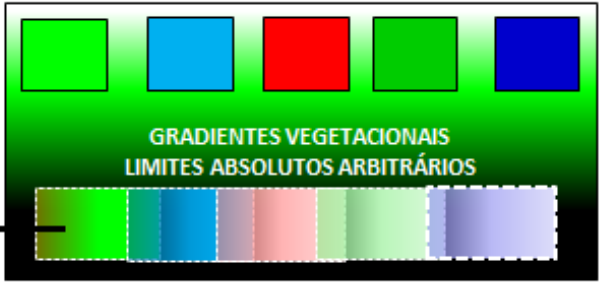 GRADIENTES VEGETACIONAIS
LIMITES ABSOLUTOS ARBITRÁRIOS